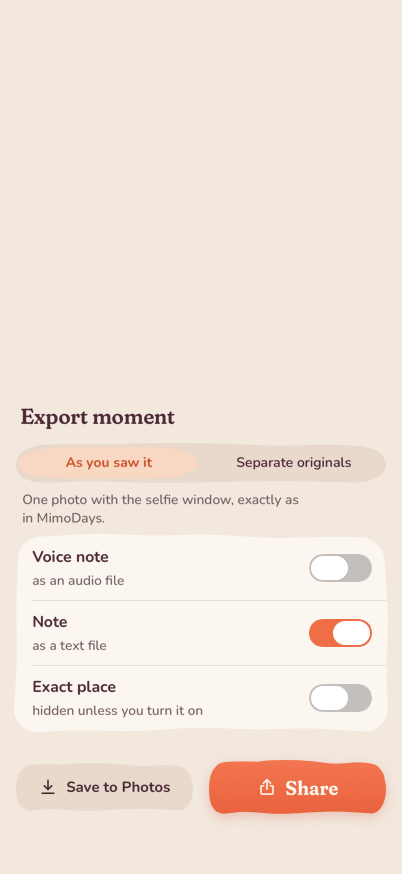 Export moment
As you saw it
Separate originals
One photo with the selfie window, exactly as
in MimoDays.
Voice note
as an audio file
Note
as a text file
Exact place
hidden unless you turn it on
Save to Photos
Share